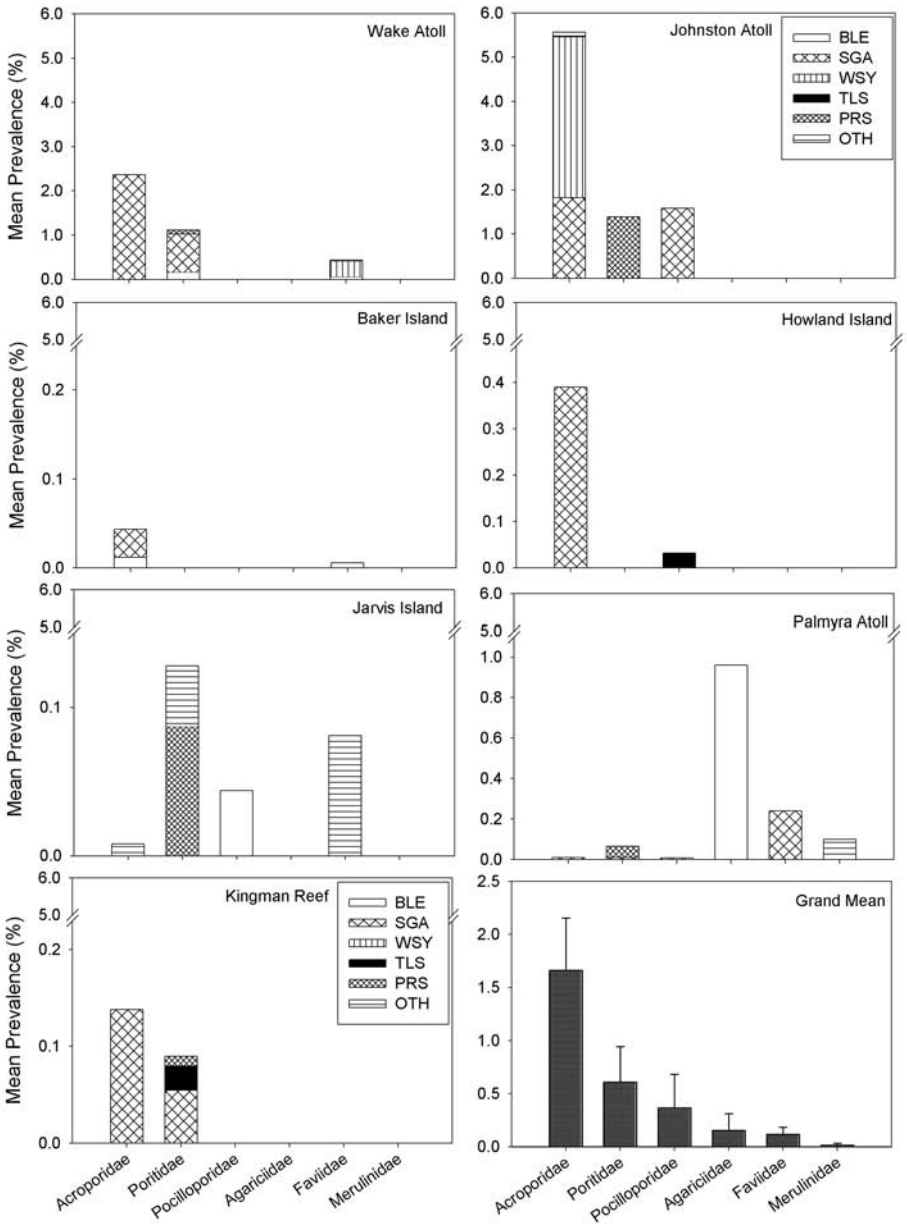 Mean Prevalence (%)
6.0
5.0
4.0
3.0
2.0
1.0
0.0
Wake Atoll
6.0
5.0
4.0
3.0
2.0
1.0
0.0
Johnston Atoll
BLE
SGA
WSY
TLS
PRS
OTH
Mean Prevalence (%)
6.0
5.0
0.2
0.1
0.0
Baker Island
6.0
5.0
0.4
0.3
0.2
0.1
0.0
Howland Island
Mean Prevalence (%)
6.0
5.0
0.1
0.0
Jarvis Island
6.0
5.0
1.0
0.8
0.6
0.4
0.2
0.0
Palmyra Atoll
Mean Prevalence (%)
6.0
5.0
0.2
0.1
0.0
Kingman Reef
BLE
SGA
WSY
TLS
PRS
OTH
Acroporidae
Poritidae
Pocilloporidae
Agariciidae
Faviidae
Merulinidae
2.5
2.0
1.5
1.0
0.5
0.0
Grand Mean
Acroporidae
Poritidae
Pocilloporidae
Agariciidae
Faviidae
Merulinidae